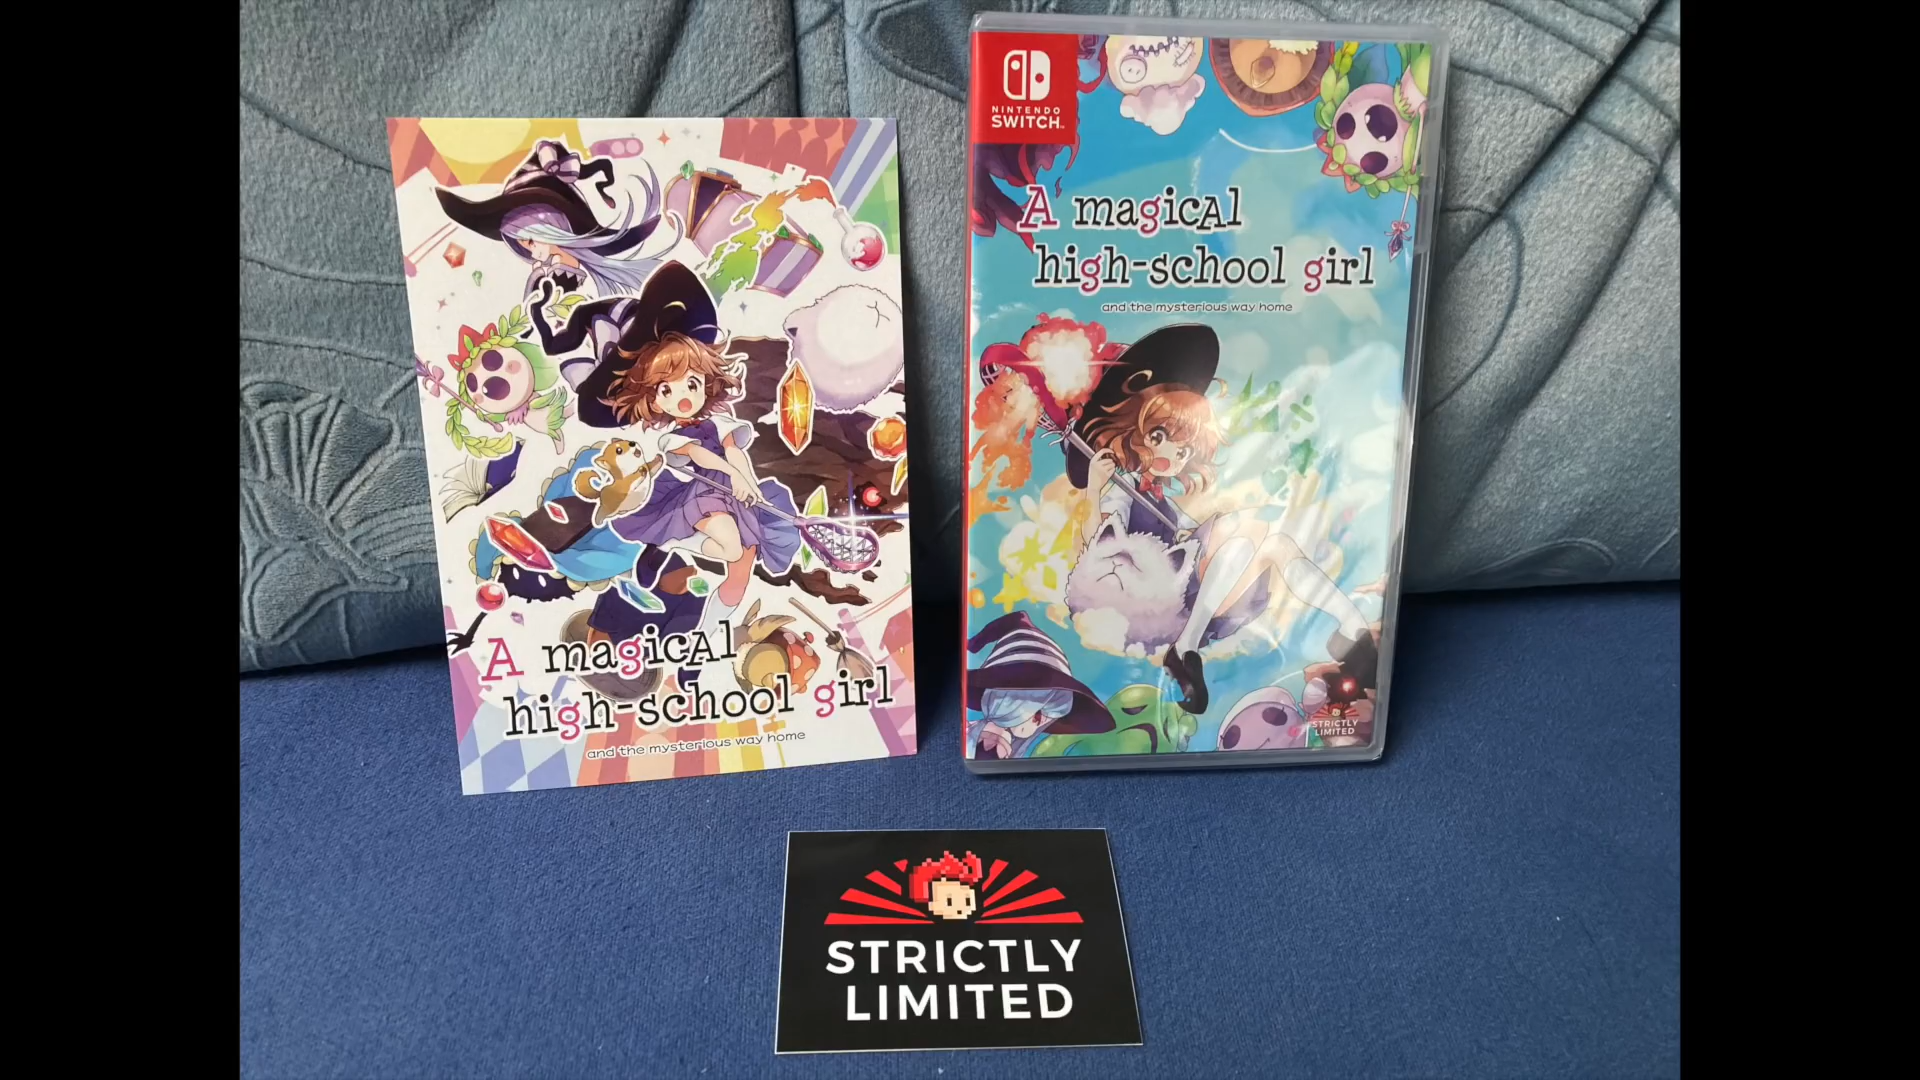 NINTENDO
SWITCH™
A magicAl
high-school girl
and the mysterious way home
A magicAl
high-school girl
and the mysterious way home
STRICTLY
LIMITED
STRICTLY
LIMITED